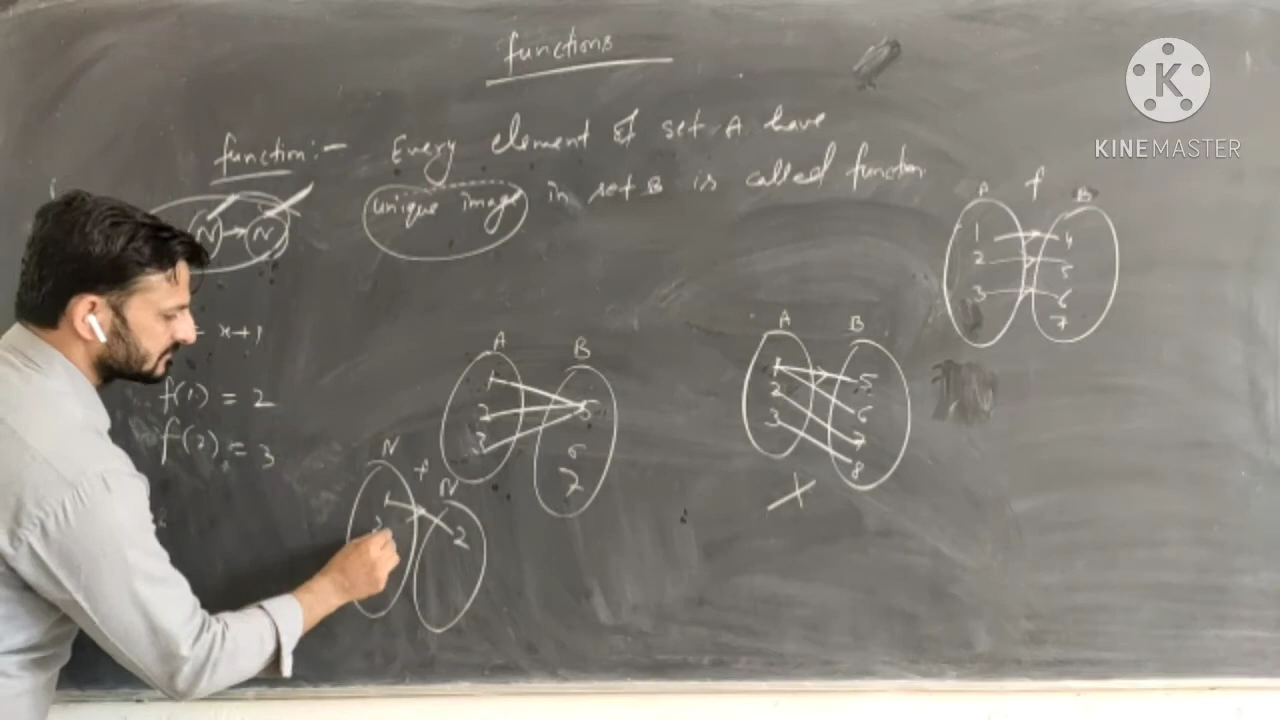 functions
function:- Every element of set A have
unique image in set B is called function
N → N
= x+1
f(1) = 2
f(2) = 3
A f B
1 4
2 5
3 6
7
A B
1 5
2 6
3 7
A B
1 5
2 6
3 7
8
N f N
1 2
K
KINEMASTER